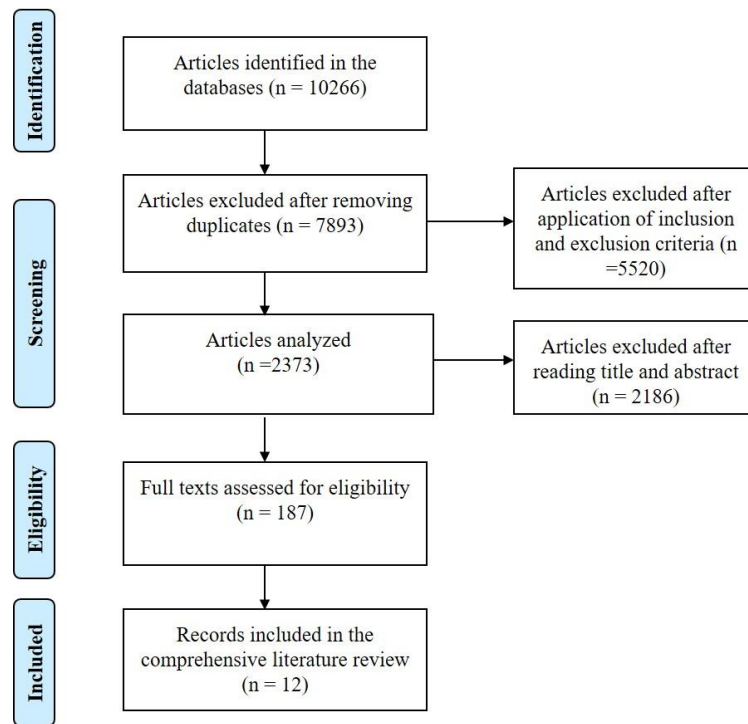 Identification
Articles identified in the
databases (n = 10266)
Screening
Articles excluded after removing
duplicates (n = 7893)
Articles excluded after
application of inclusion
and exclusion criteria (n
=5520)
Articles analyzed
(n =2373)
Articles excluded after
reading title and abstract
(n = 2186)
Eligibility
Full texts assessed for eligibility
(n = 187)
Included
Records included in the
comprehensive literature review
(n = 12)